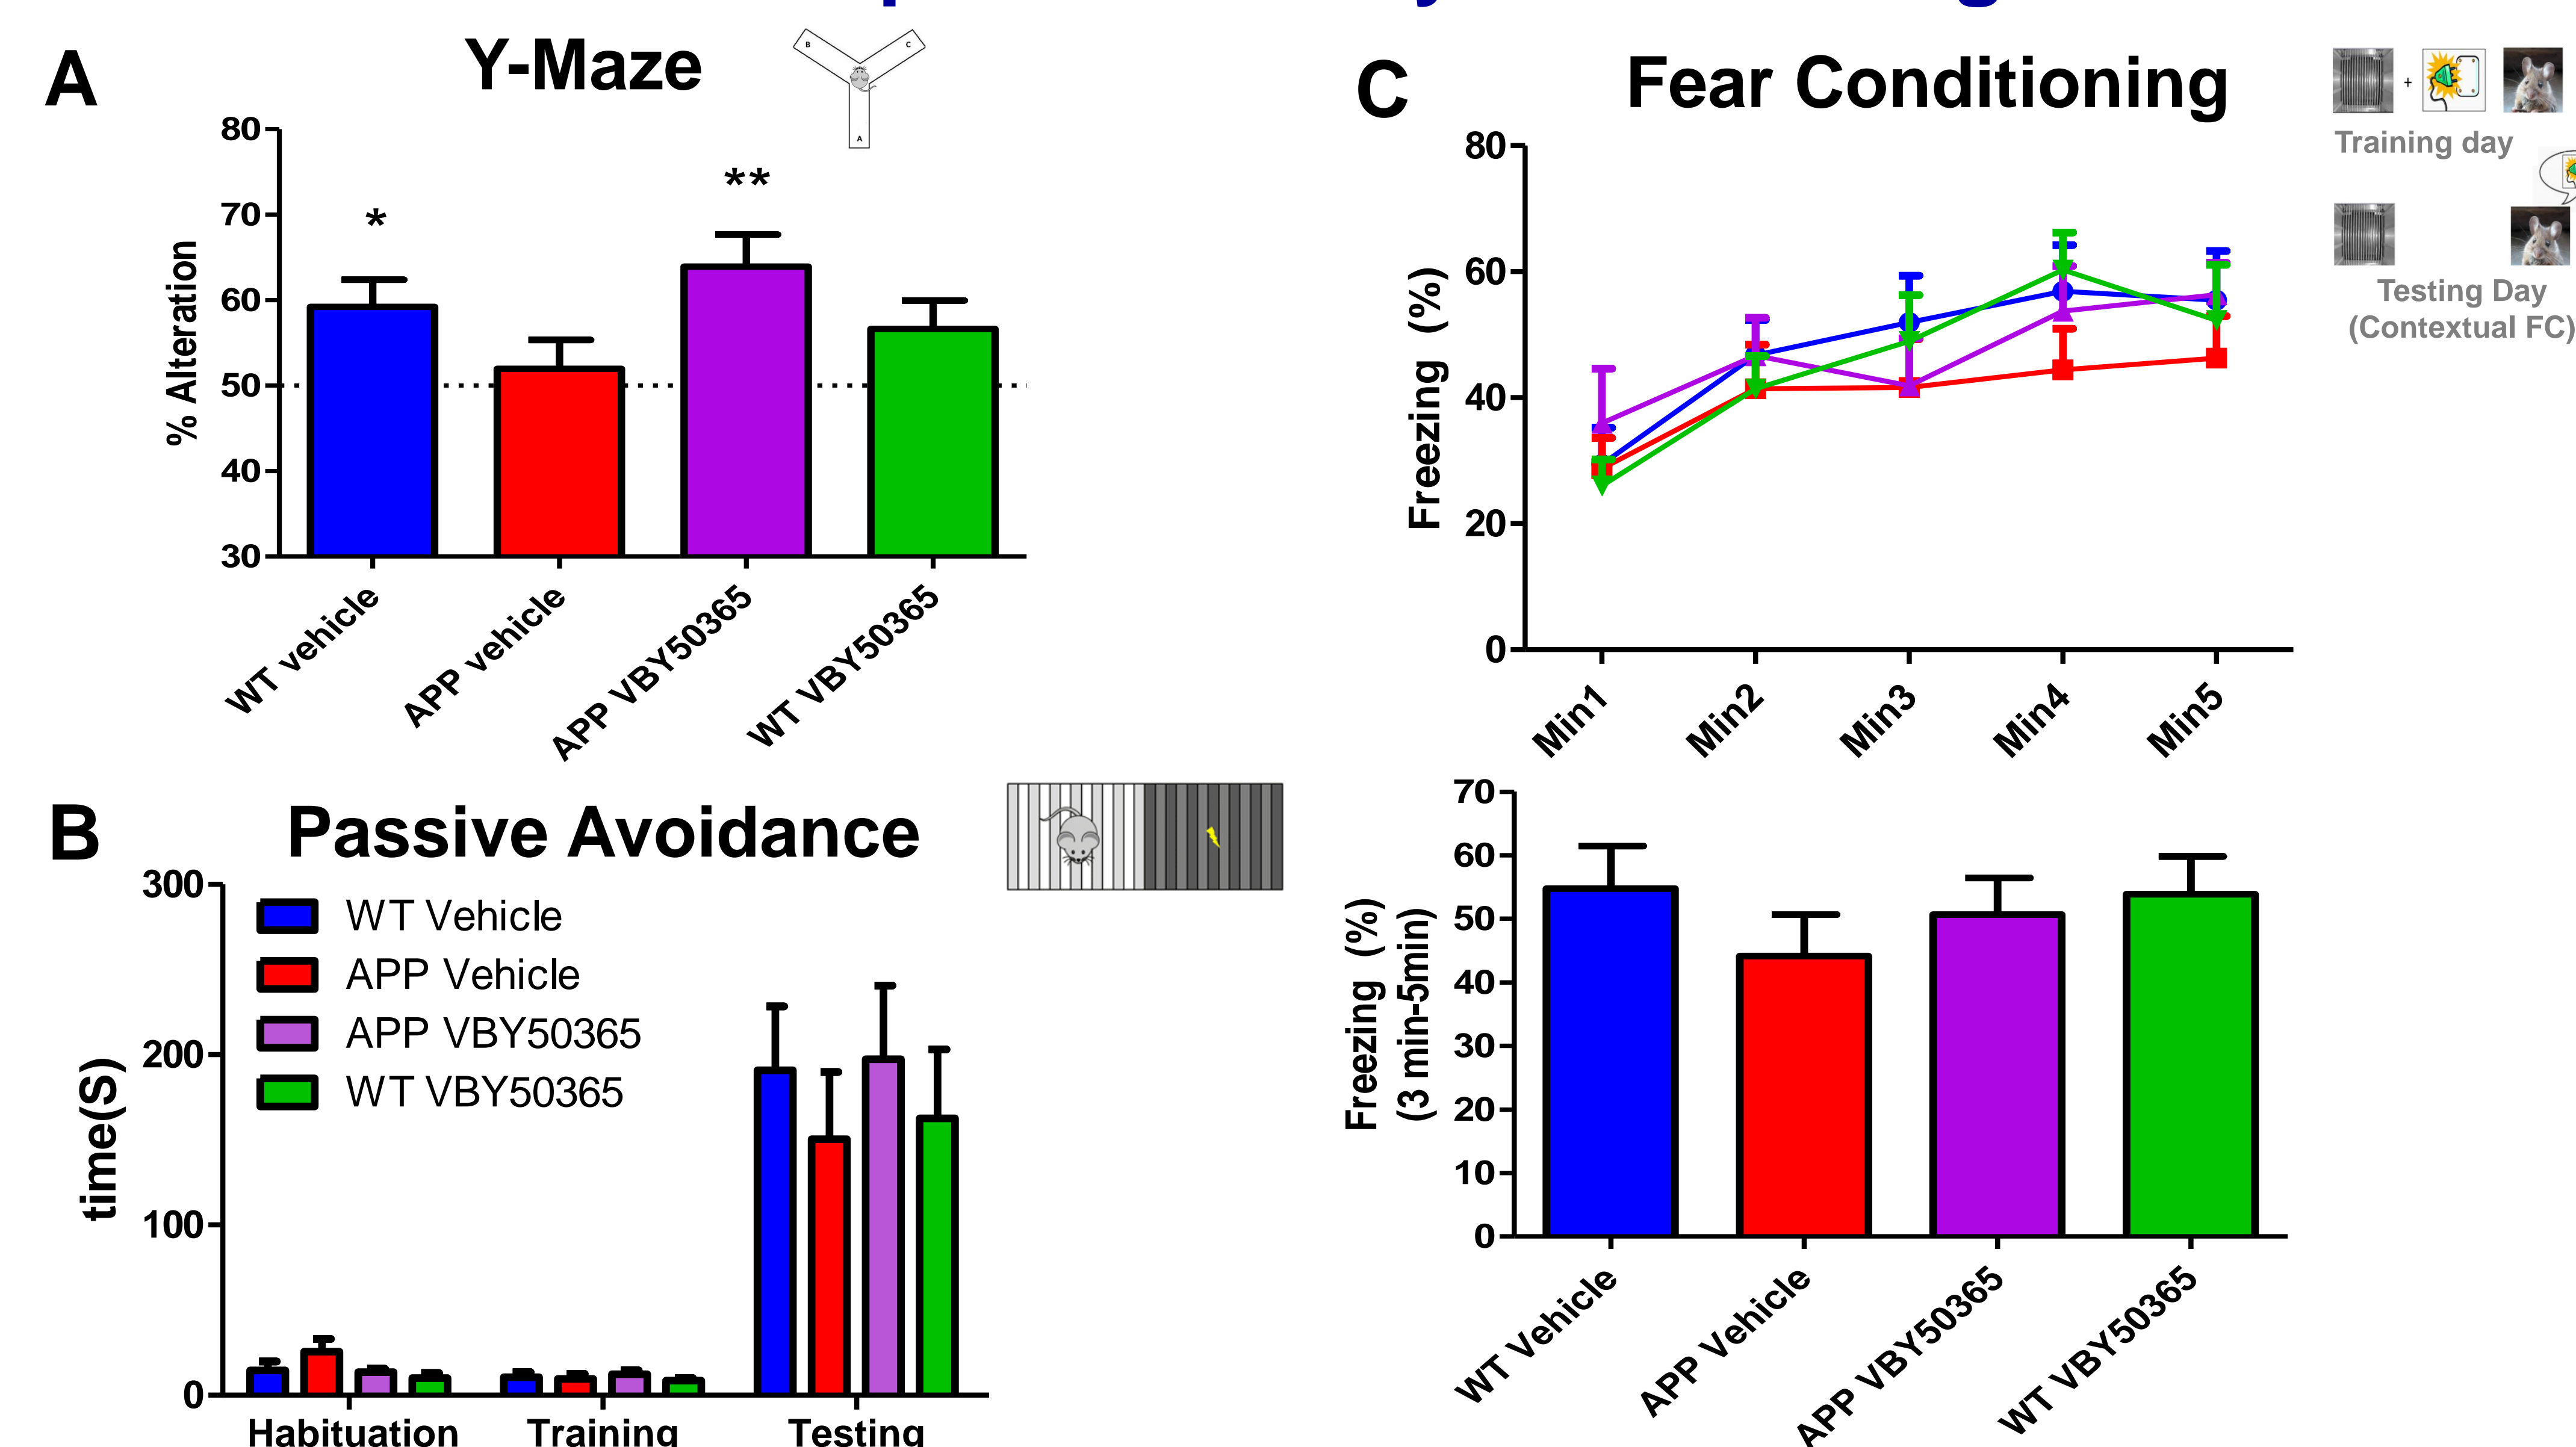 A
Y-Maze
B
C
A
80
70
60
50
40
30
% Alteration
*
**
WT vehicle
APP vehicle
APP VBY50365
WT VBY50365
B
Passive Avoidance
300
200
100
0
time(S)
WT Vehicle
APP Vehicle
APP VBY50365
WT VBY50365
Habituation
Training
Testing
C
Fear Conditioning
+
Training day
Testing Day
(Contextual FC)
80
60
40
20
0
Freezing (%)
Min1
Min2
Min3
Min4
Min5
70
60
50
40
30
20
10
0
Freezing (%)
(3 min-5min)
WT Vehicle
APP Vehicle
APP VBY50365
WT VBY50365